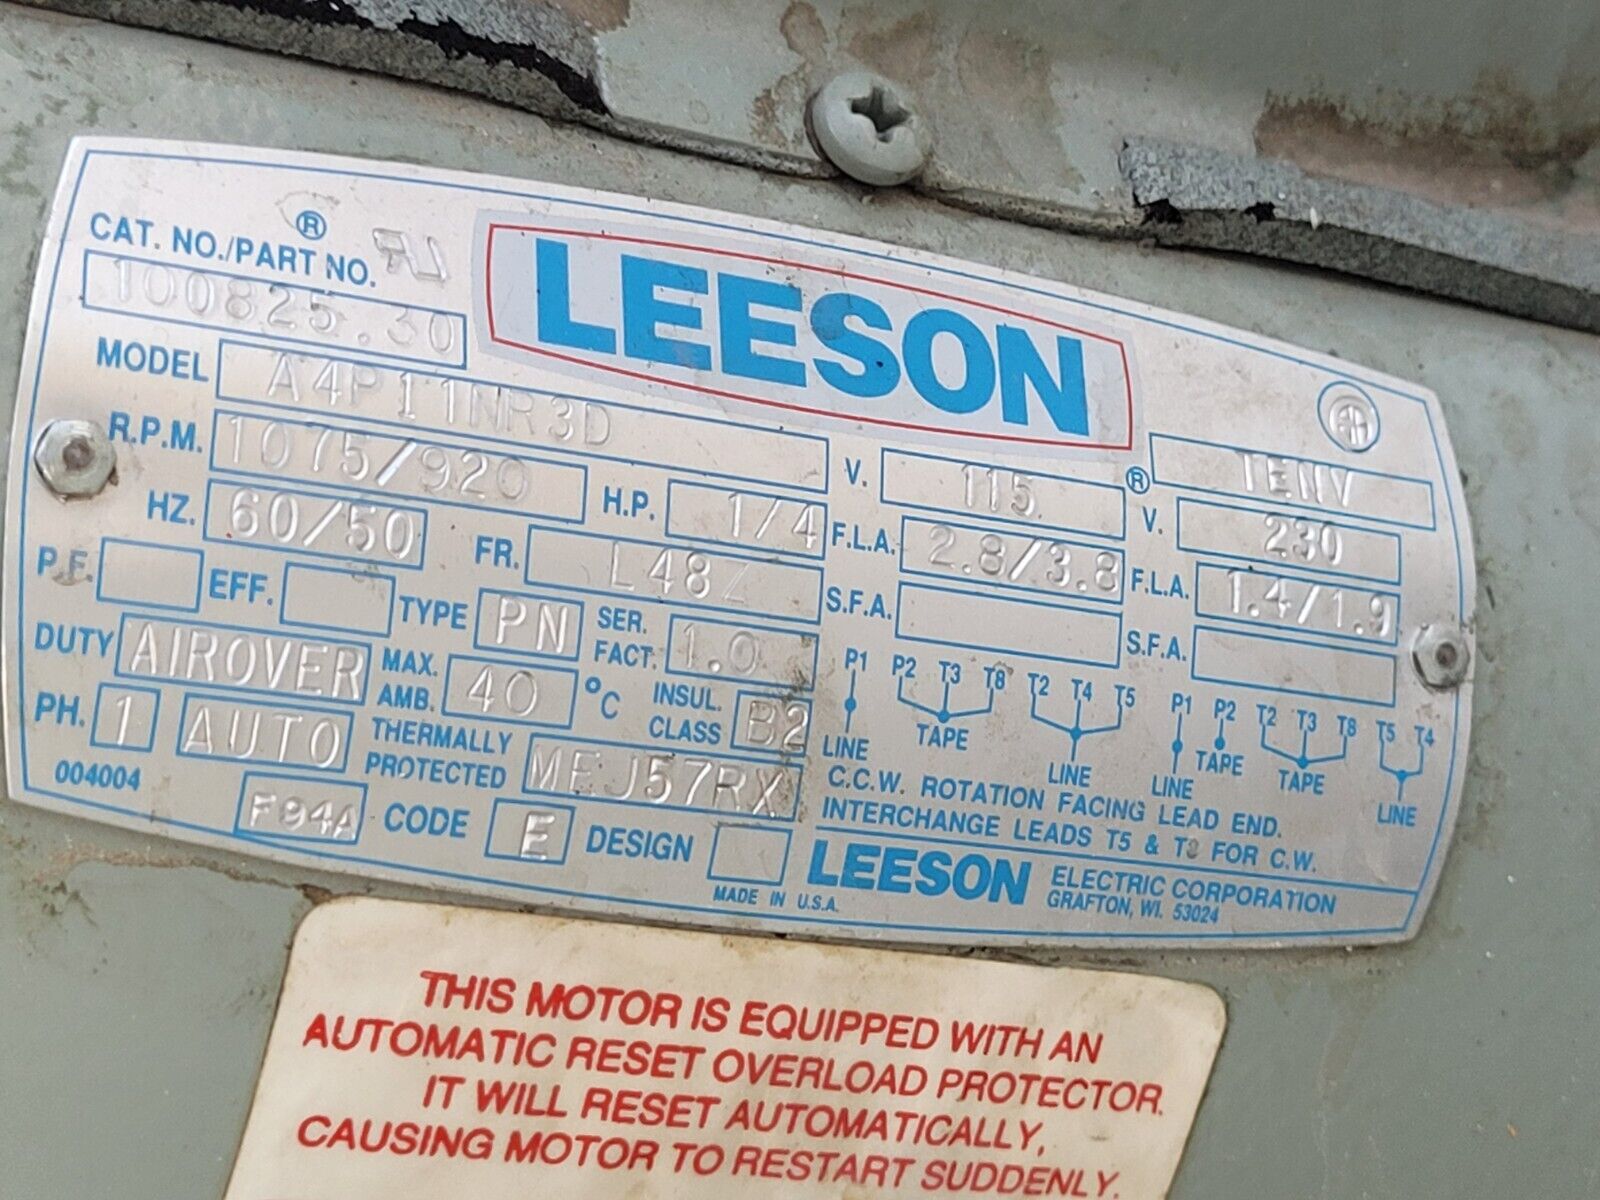 CAT. NO./PART NO. ®
100825.30
LEESON ®
MODEL A4P11NR3D
TENV
R.P.M. 1075/920
V. 115
V. 230
HZ. 60/50
H.P. 1/4
F.L.A. 2.8/3.8
F.L.A. 1.4/1.9
P.F.
EFF.
FR. L48Z
S.F.A.
S.F.A.
DUTY AIROVER
TYPE PN
SER. FACT. 1.0
MAX. AMB. 40 °C
INSUL. CLASS B2
PH. 1
AUTO
THERMALLY PROTECTED MEJ57RX
004004
F94A
CODE E
DESIGN
MADE IN U.S.A.
P1 P2 T3 T8 T2 T4 T5
LINE TAPE LINE
P1 P2 T2 T3 T8 T5 T4
LINE TAPE TAPE LINE
C.C.W. ROTATION FACING LEAD END.
INTERCHANGE LEADS T5 & T8 FOR C.W.
LEESON ELECTRIC CORPORATION
GRAFTON, WI. 53024
THIS MOTOR IS EQUIPPED WITH AN
AUTOMATIC RESET OVERLOAD PROTECTOR.
IT WILL RESET AUTOMATICALLY,
CAUSING MOTOR TO RESTART SUDDENLY.